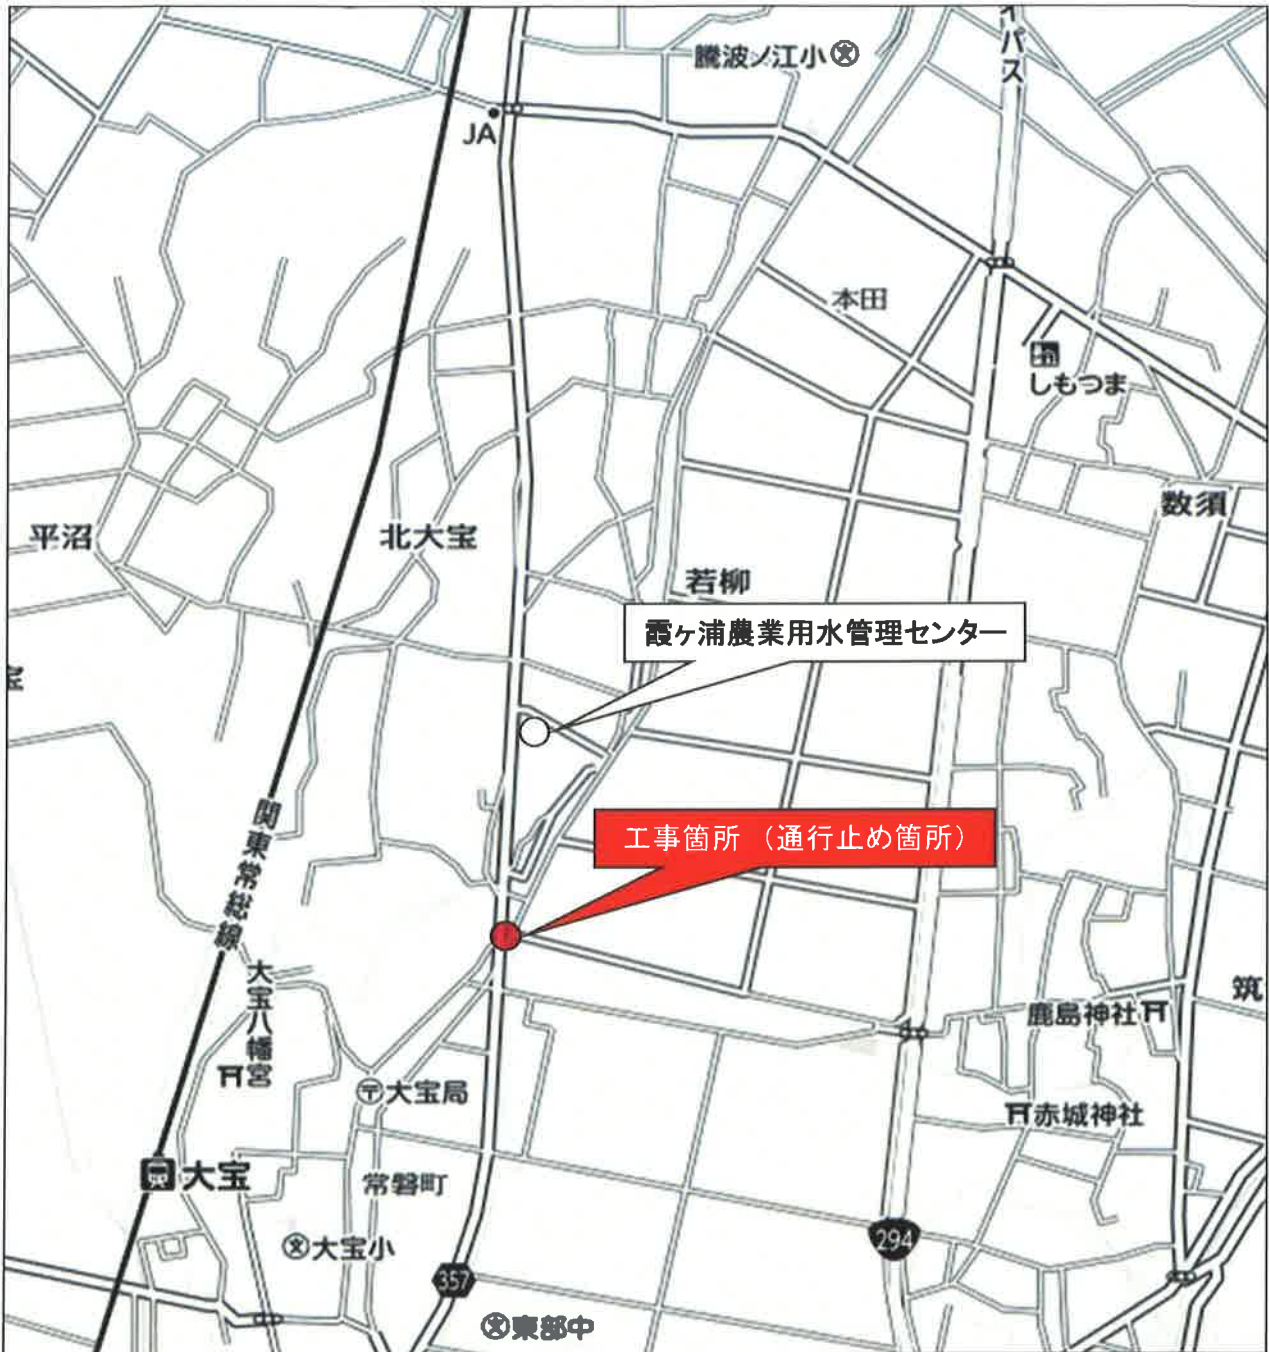 イパス
騰波ノ江小
JA
本田
しもつま
数須
平沼
北大宝
若柳
霞ヶ浦農業用水管理センター
宝
工事箇所 (通行止め箇所)
関東常総線
大宝八幡宮
筑
鹿島神社
〒大宝局
赤城神社
大宝
常磐町
294
文大宝小
357
文東部中